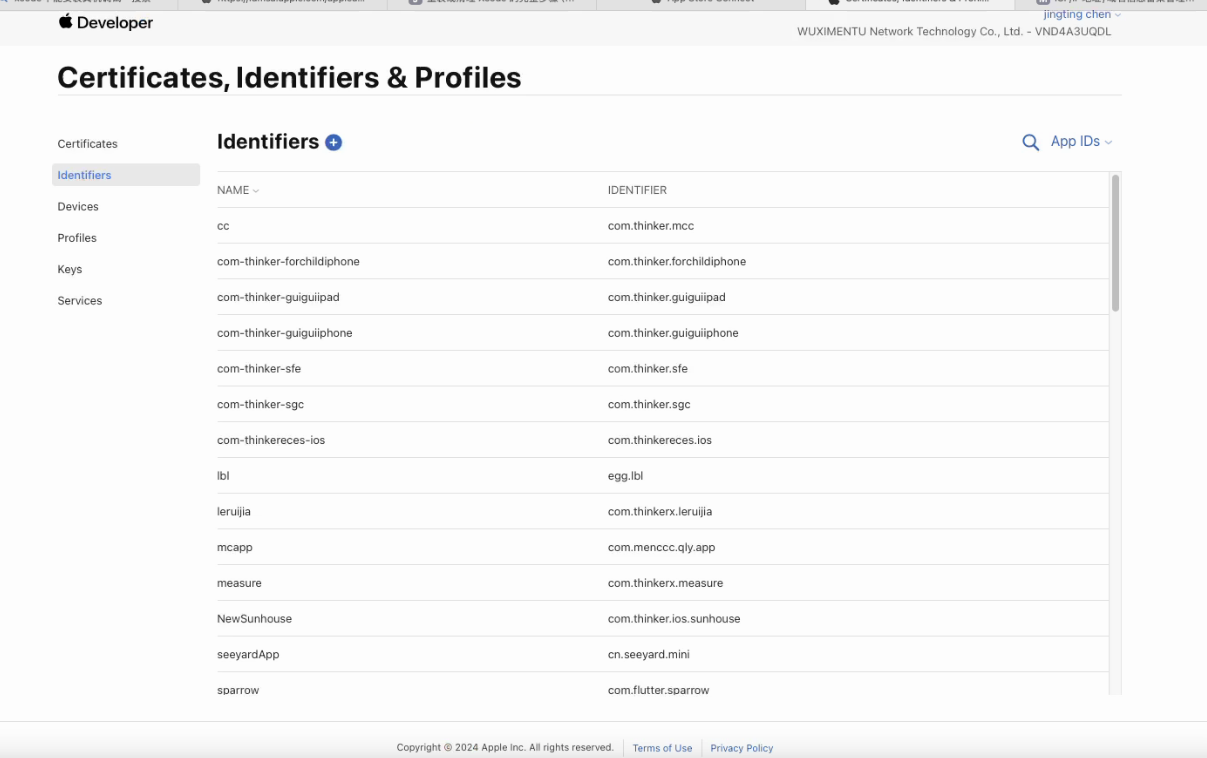 Developer
jingting chen
WUXIMENTU Network Technology Co., Ltd. - VND4A3UQDL
Certificates, Identifiers & Profiles
Certificates
Identifiers
Devices
Profiles
Keys
Services
Identifiers
App IDs
NAME IDENTIFIER
cc com.thinker.mcc
com-thinker-forchildiphone com.thinker.forchildiphone
com-thinker-guiguiipad com.thinker.guiguiipad
com-thinker-guiguiiphone com.thinker.guiguiiphone
com-thinker-sfe com.thinker.sfe
com-thinker-sgc com.thinker.sgc
com-thinkereces-ios com.thinkereces.ios
lbl egg.lbl
leruijia com.thinkerx.leruijia
mcapp com.menccc.qly.app
measure com.thinkerx.measure
NewSunhouse com.thinker.ios.sunhouse
seeyardApp cn.seeyard.mini
sparrow com.flutter.sparrow
Copyright © 2024 Apple Inc. All rights reserved. Terms of Use Privacy Policy